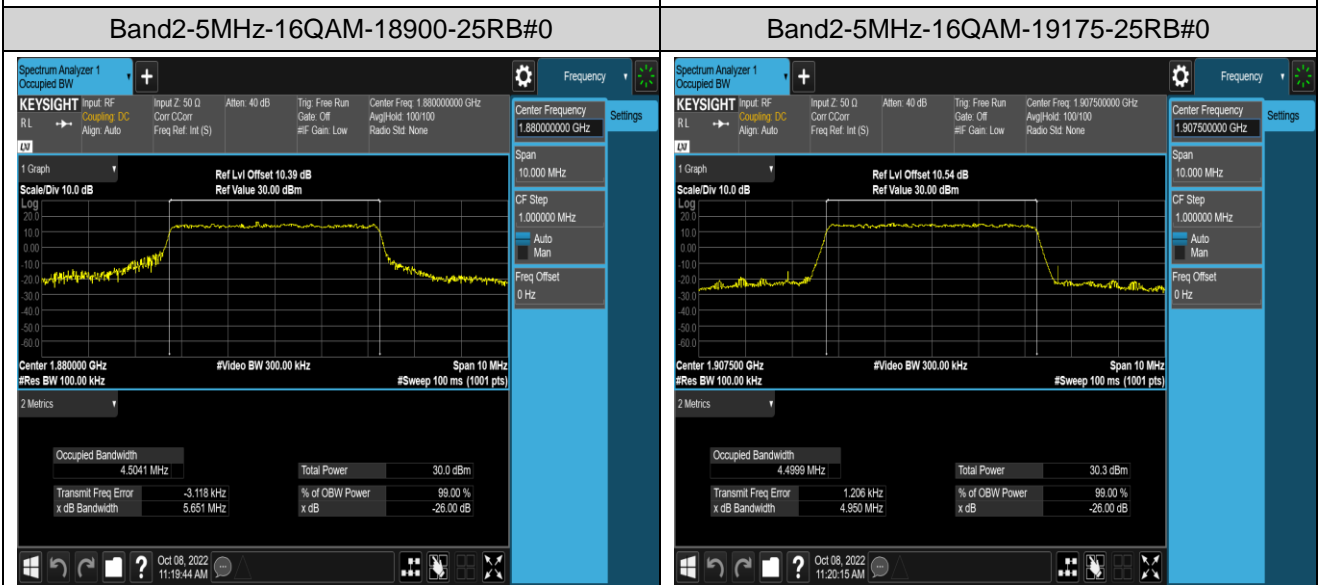 Band2-5MHz-16QAM-18900-25RB#0
Spectrum Analyzer 1
Occupied BW
+
Frequency
KEYSIGHT
RL
LXI
Input: RF
Coupling: DC
Align: Auto
Input Z: 50 Ω
Corr CCorr
Freq Ref: Int (S)
Atten: 40 dB
Trig: Free Run
Gate: Off
#IF Gain: Low
Center Freq: 1.880000000 GHz
Avg|Hold: 100/100
Radio Std: None
Center Frequency
1.880000000 GHz
Settings
Span
10.000 MHz
CF Step
1.000000 MHz
Auto
Man
Freq Offset
0 Hz
1 Graph
Ref Lvl Offset 10.39 dB
Scale/Div 10.0 dB
Ref Value 30.00 dBm
Log
20.0
10.0
0.00
-10.0
-20.0
-30.0
-40.0
-50.0
-60.0
Center 1.880000 GHz
#Video BW 300.00 kHz
Span 10 MHz
#Res BW 100.00 kHz
#Sweep 100 ms (1001 pts)
2 Metrics
Occupied Bandwidth
4.5041 MHz
Total Power
30.0 dBm
Transmit Freq Error
-3.118 kHz
% of OBW Power
99.00 %
x dB Bandwidth
5.651 MHz
x dB
-26.00 dB
?
Oct 08, 2022
11:19:44 AM
Band2-5MHz-16QAM-19175-25RB#0
Spectrum Analyzer 1
Occupied BW
+
Frequency
KEYSIGHT
RL
LXI
Input: RF
Coupling: DC
Align: Auto
Input Z: 50 Ω
Corr CCorr
Freq Ref: Int (S)
Atten: 40 dB
Trig: Free Run
Gate: Off
#IF Gain: Low
Center Freq: 1.907500000 GHz
Avg|Hold: 100/100
Radio Std: None
Center Frequency
1.907500000 GHz
Settings
Span
10.000 MHz
CF Step
1.000000 MHz
Auto
Man
Freq Offset
0 Hz
1 Graph
Ref Lvl Offset 10.54 dB
Scale/Div 10.0 dB
Ref Value 30.00 dBm
Log
20.0
10.0
0.00
-10.0
-20.0
-30.0
-40.0
-50.0
-60.0
Center 1.907500 GHz
#Video BW 300.00 kHz
Span 10 MHz
#Res BW 100.00 kHz
#Sweep 100 ms (1001 pts)
2 Metrics
Occupied Bandwidth
4.4999 MHz
Total Power
30.3 dBm
Transmit Freq Error
1.206 kHz
% of OBW Power
99.00 %
x dB Bandwidth
4.950 MHz
x dB
-26.00 dB
?
Oct 08, 2022
11:20:15 AM